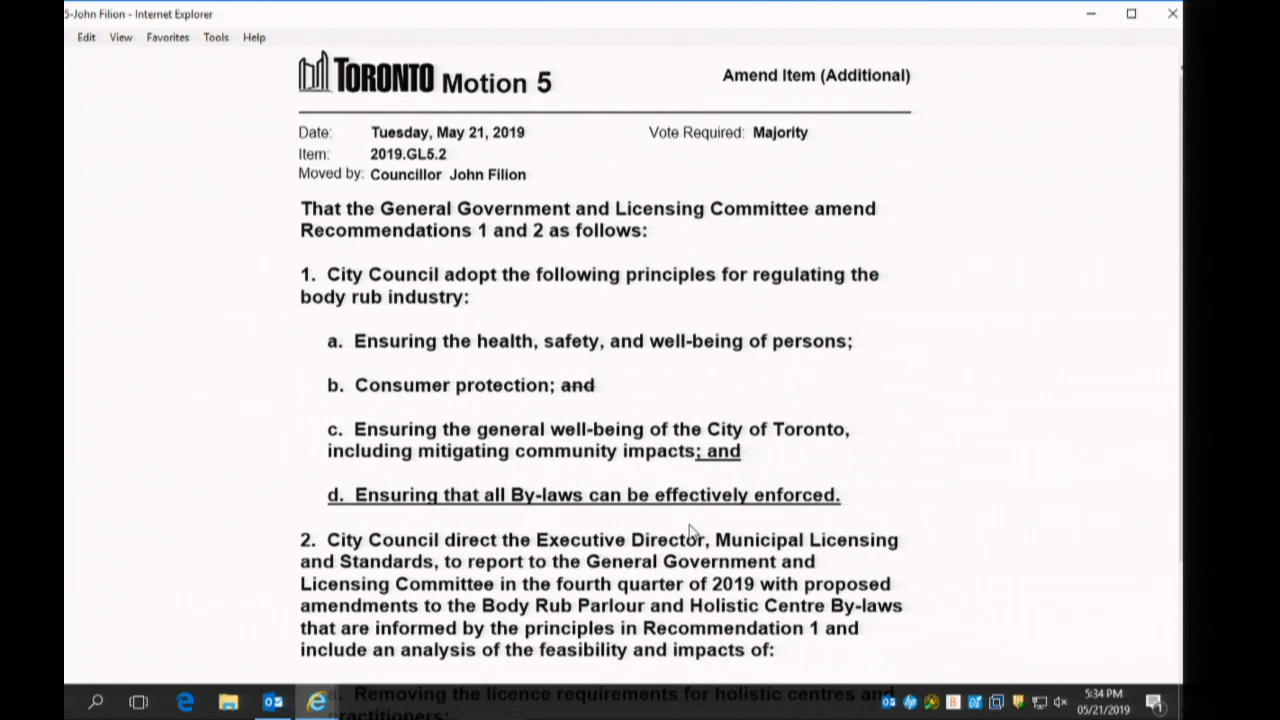 5-John Filion - Internet Explorer
Edit View Favorites Tools Help
TORONTO Motion 5
Amend Item (Additional)
Date: Tuesday, May 21, 2019
Vote Required: Majority
Item: 2019.GL5.2
Moved by: Councillor John Filion
That the General Government and Licensing Committee amend
Recommendations 1 and 2 as follows:
1. City Council adopt the following principles for regulating the
body rub industry:
a. Ensuring the health, safety, and well-being of persons;
b. Consumer protection; and
c. Ensuring the general well-being of the City of Toronto,
including mitigating community impacts; and
d. Ensuring that all By-laws can be effectively enforced.
2. City Council direct the Executive Director, Municipal Licensing
and Standards, to report to the General Government and
Licensing Committee in the fourth quarter of 2019 with proposed
amendments to the Body Rub Parlour and Holistic Centre By-laws
that are informed by the principles in Recommendation 1 and
include an analysis of the feasibility and impacts of:
Removing the licence requirements for holistic centres and
practitioners;
5:34 PM
05/21/2019